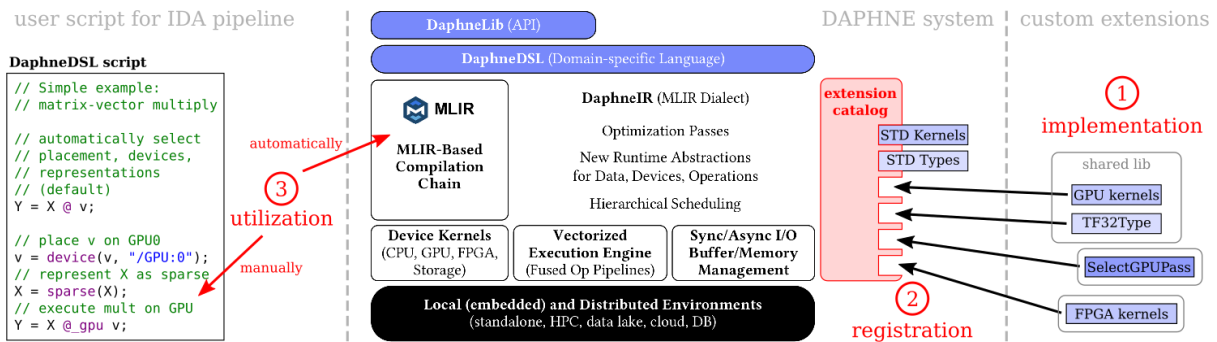 user script for IDA pipeline
DaphneDSL script
// Simple example:
// matrix-vector multiply
// automatically select
// placement, devices,
// representations
// (default)
Y = X @ v;
// place v on GPU0
v = device(v, "/GPU:0");
// represent X as sparse
X = sparse(X);
// execute mult on GPU
Y = X @_gpu v;
automatically
3
utilization
manually
DAPHNE system
DaphneLib (API)
DaphneDSL (Domain-specific Language)
MLIR
MLIR-Based
Compilation
Chain
DaphneIR (MLIR Dialect)
Optimization Passes
New Runtime Abstractions
for Data, Devices, Operations
Hierarchical Scheduling
Device Kernels
(CPU, GPU, FPGA,
Storage)
Vectorized
Execution Engine
(Fused Op Pipelines)
Sync/Async I/O
Buffer/Memory
Management
Local (embedded) and Distributed Environments
(standalone, HPC, data lake, cloud, DB)
extension
catalog
STD Kernels
STD Types
2
registration
custom extensions
1
implementation
shared lib
GPU kernels
TF32Type
SelectGPUPass
FPGA kernels